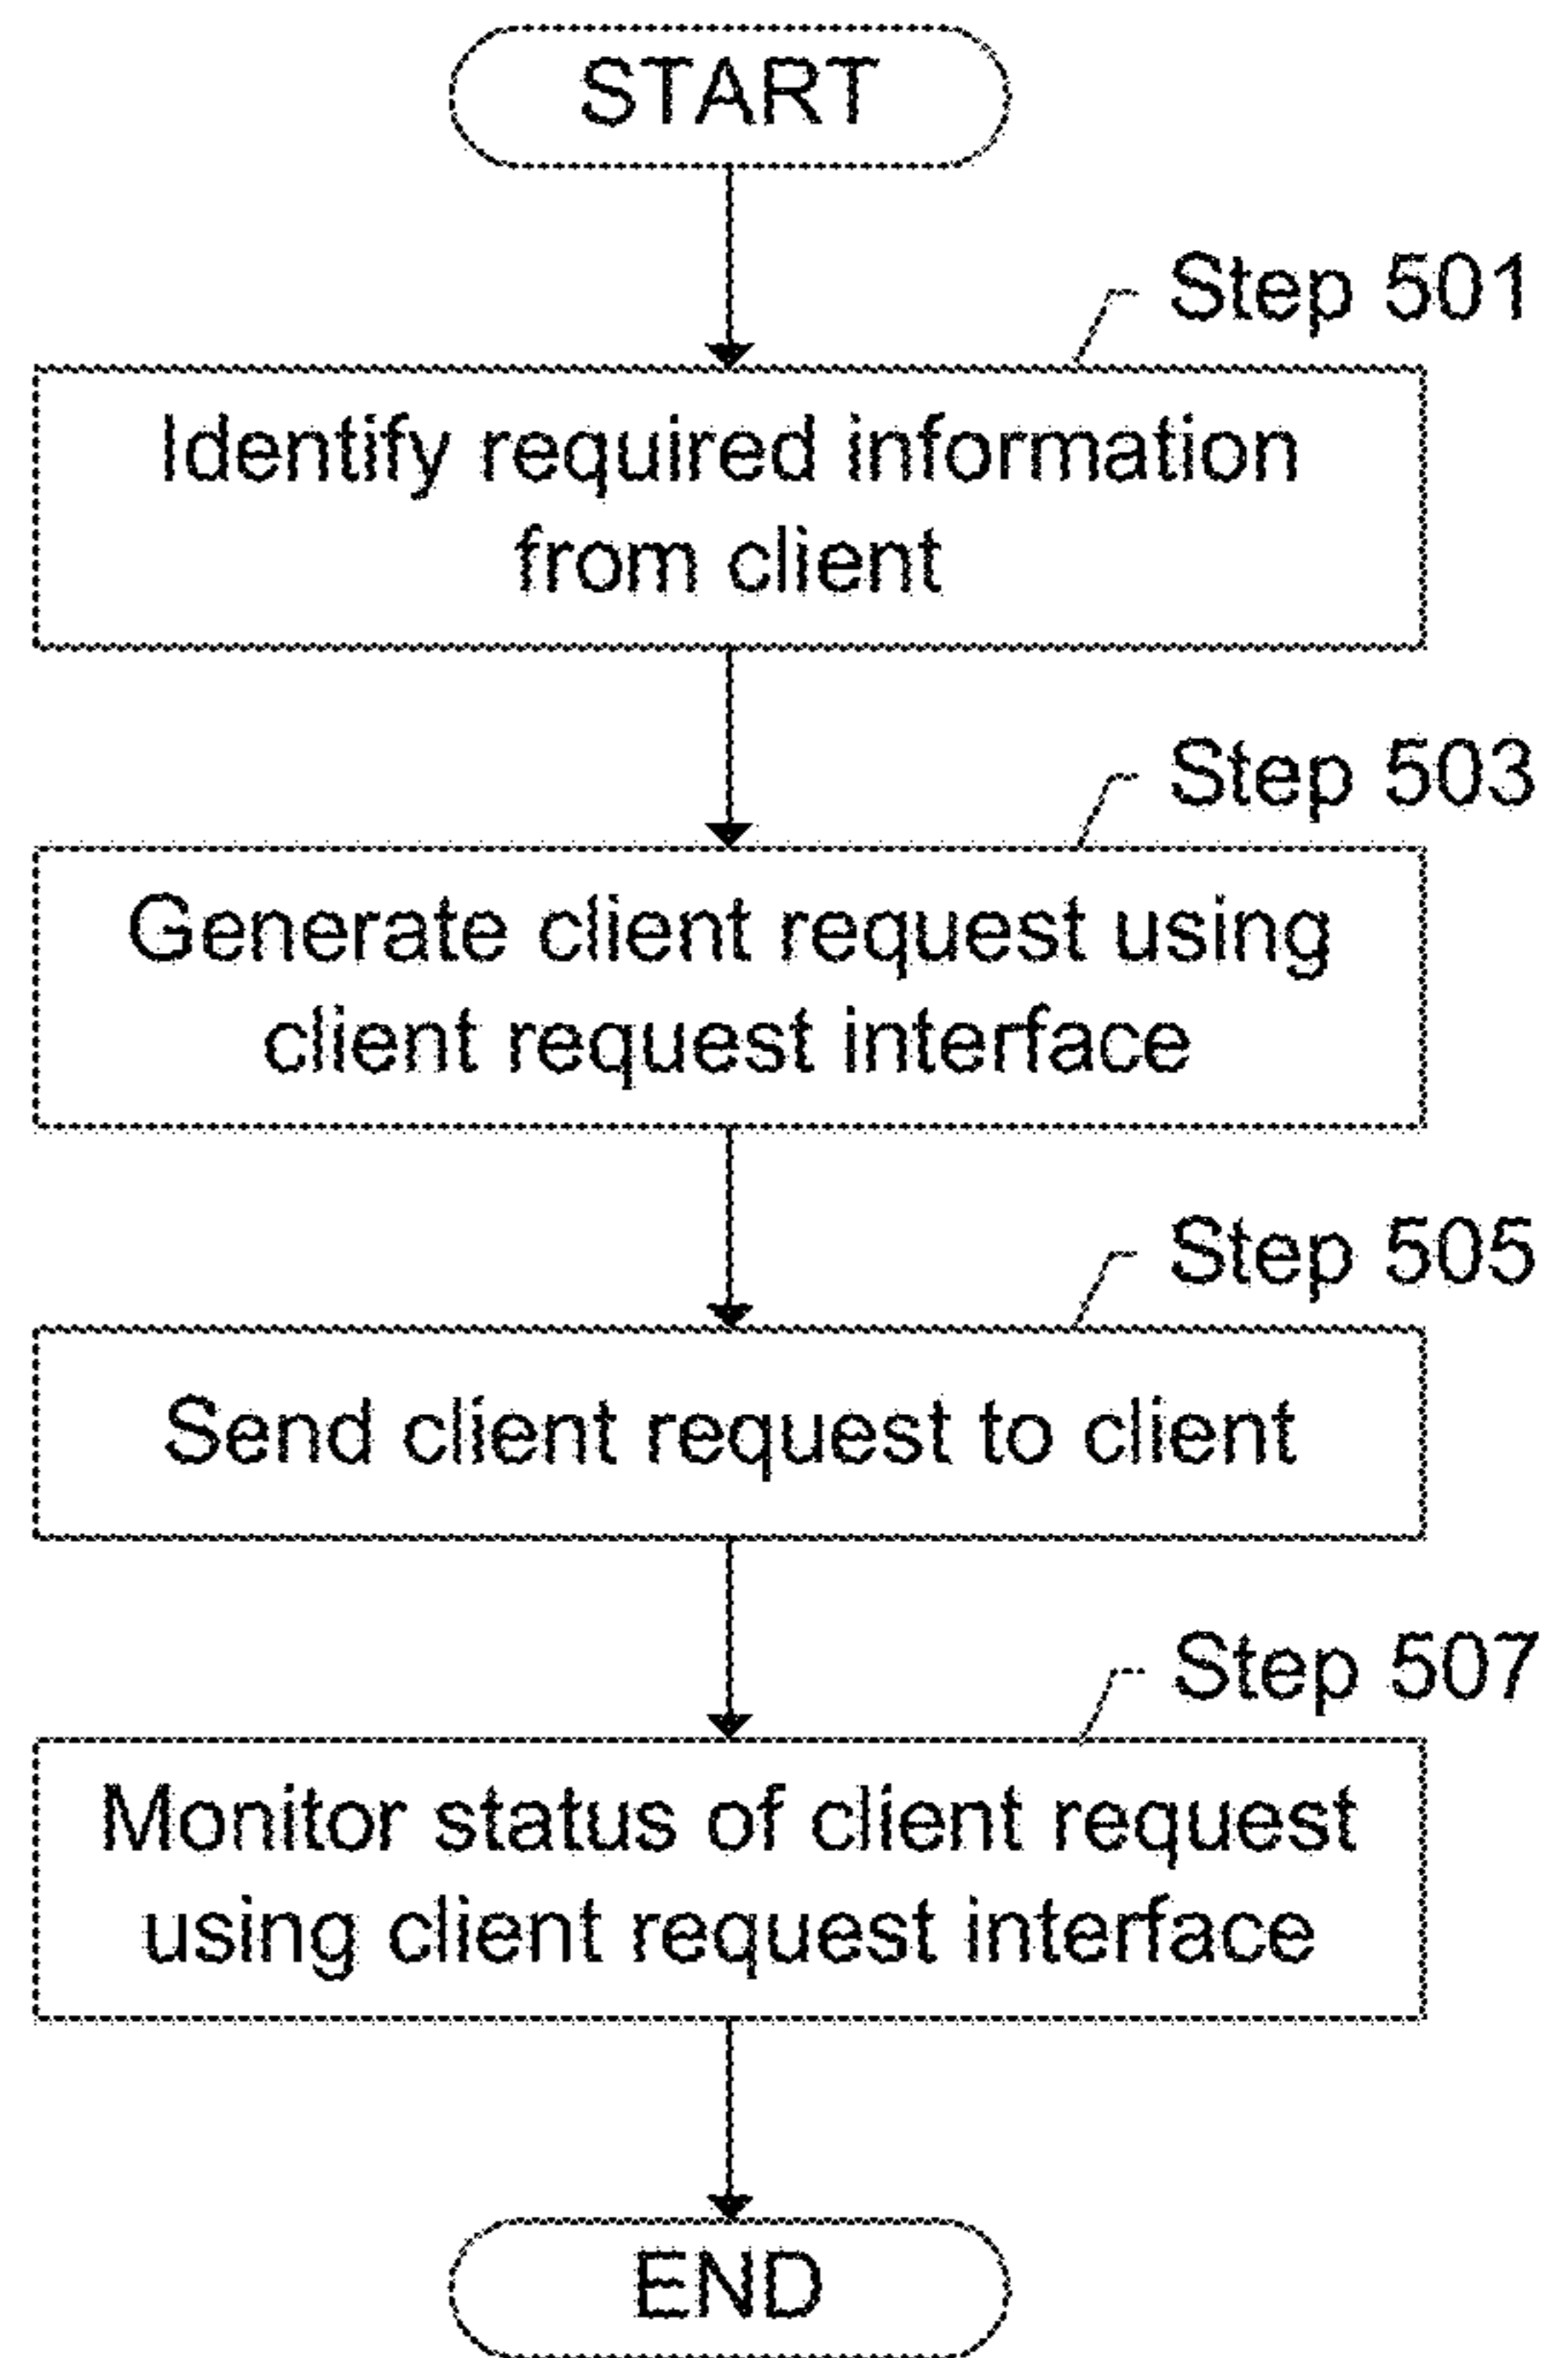 START
Step 501
Identify required information
from client
Step 503
Generate client request using
client request interface
Step 505
Send client request to client
Step 507
Monitor status of client request
using client request interface
END